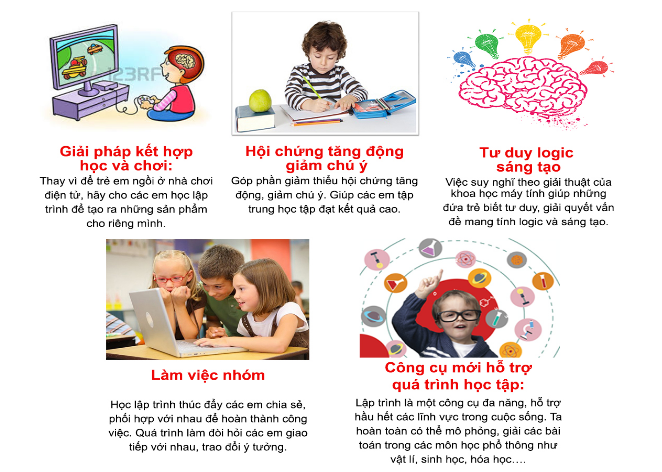 123RF
Giải pháp kết hợp
học và chơi:
Thay vì để trẻ em ngồi ở nhà chơi
điện tử, hãy cho các em học lập
trình để tạo ra những sản phẩm
cho riêng mình.
Hội chứng tăng động
giảm chú ý
Góp phần giảm thiểu hội chứng tăng
động, giảm chú ý. Giúp các em tập
trung học tập đạt kết quả cao.
Tư duy logic
sáng tạo
Việc suy nghĩ theo giải thuật của
khoa học máy tính giúp những
đứa trẻ biết tư duy, giải quyết vấn
đề mang tính logic và sáng tạo.
Làm việc nhóm
Học lập trình thúc đẩy các em chia sẻ,
phối hợp với nhau để hoàn thành công
việc. Quá trình làm đòi hỏi các em giao
tiếp với nhau, trao đổi ý tưởng.
Công cụ mới hỗ trợ
quá trình học tập:
Lập trình là một công cụ đa năng, hỗ trợ
hầu hết các lĩnh vực trong cuộc sống. Ta
hoàn toàn có thể mô phỏng, giải các bài
toán trong các môn học phổ thông như
vật lí, sinh học, hóa học….